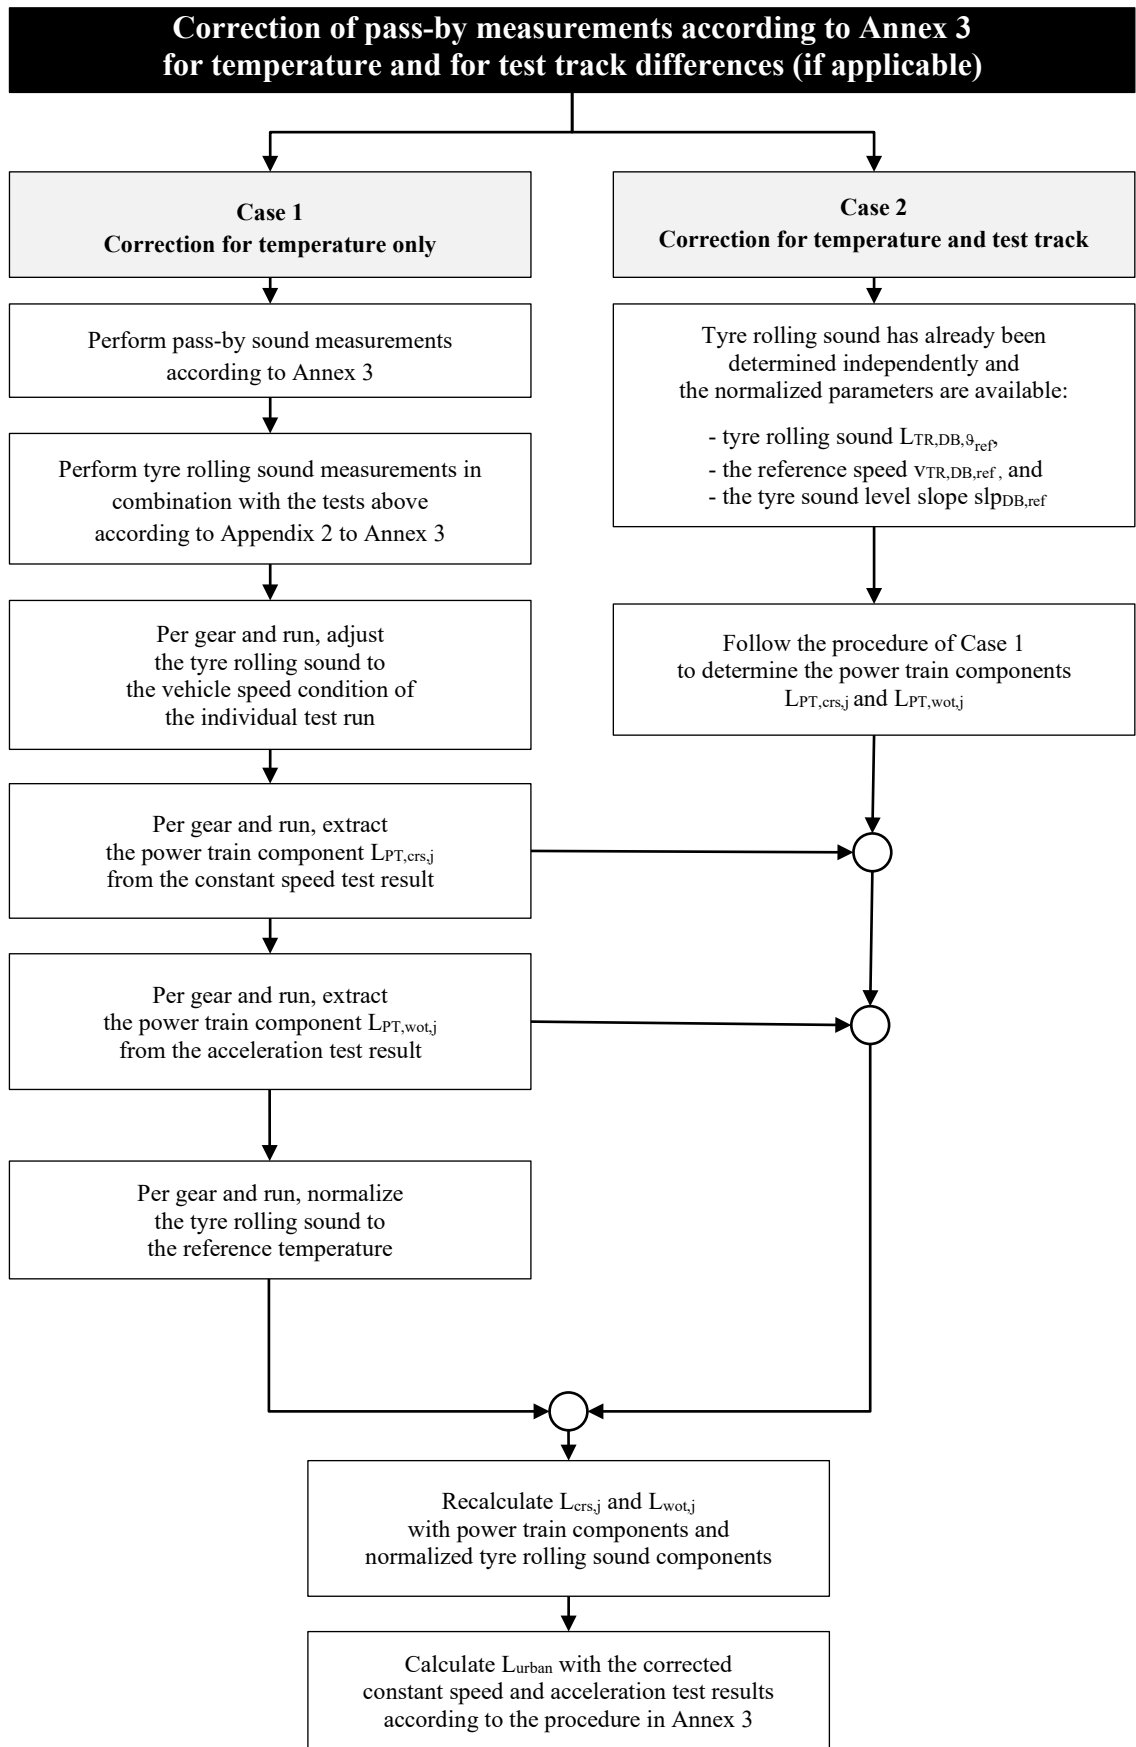 Correction of pass-by measurements according to Annex 3
for temperature and for test track differences (if applicable)
Case 1
Correction for temperature only
Perform pass-by sound measurements
according to Annex 3
Perform tyre rolling sound measurements in
combination with the tests above
according to Appendix 2 to Annex 3
Per gear and run, adjust
the tyre rolling sound to
the vehicle speed condition of
the individual test run
Per gear and run, extract
the power train component LPT,crs,j
from the constant speed test result
Per gear and run, extract
the power train component LPT,wot,j
from the acceleration test result
Per gear and run, normalize
the tyre rolling sound to
the reference temperature
Case 2
Correction for temperature and test track
Tyre rolling sound has already been
determined independently and
the normalized parameters are available:
- tyre rolling sound LTR,DB,ϑref,
- the reference speed vTR,DB,ref , and
- the tyre sound level slope slpDB,ref
Follow the procedure of Case 1
to determine the power train components
LPT,crs,j and LPT,wot,j
Recalculate Lcrs,j and Lwot,j
with power train components and
normalized tyre rolling sound components
Calculate Lurban with the corrected
constant speed and acceleration test results
according to the procedure in Annex 3